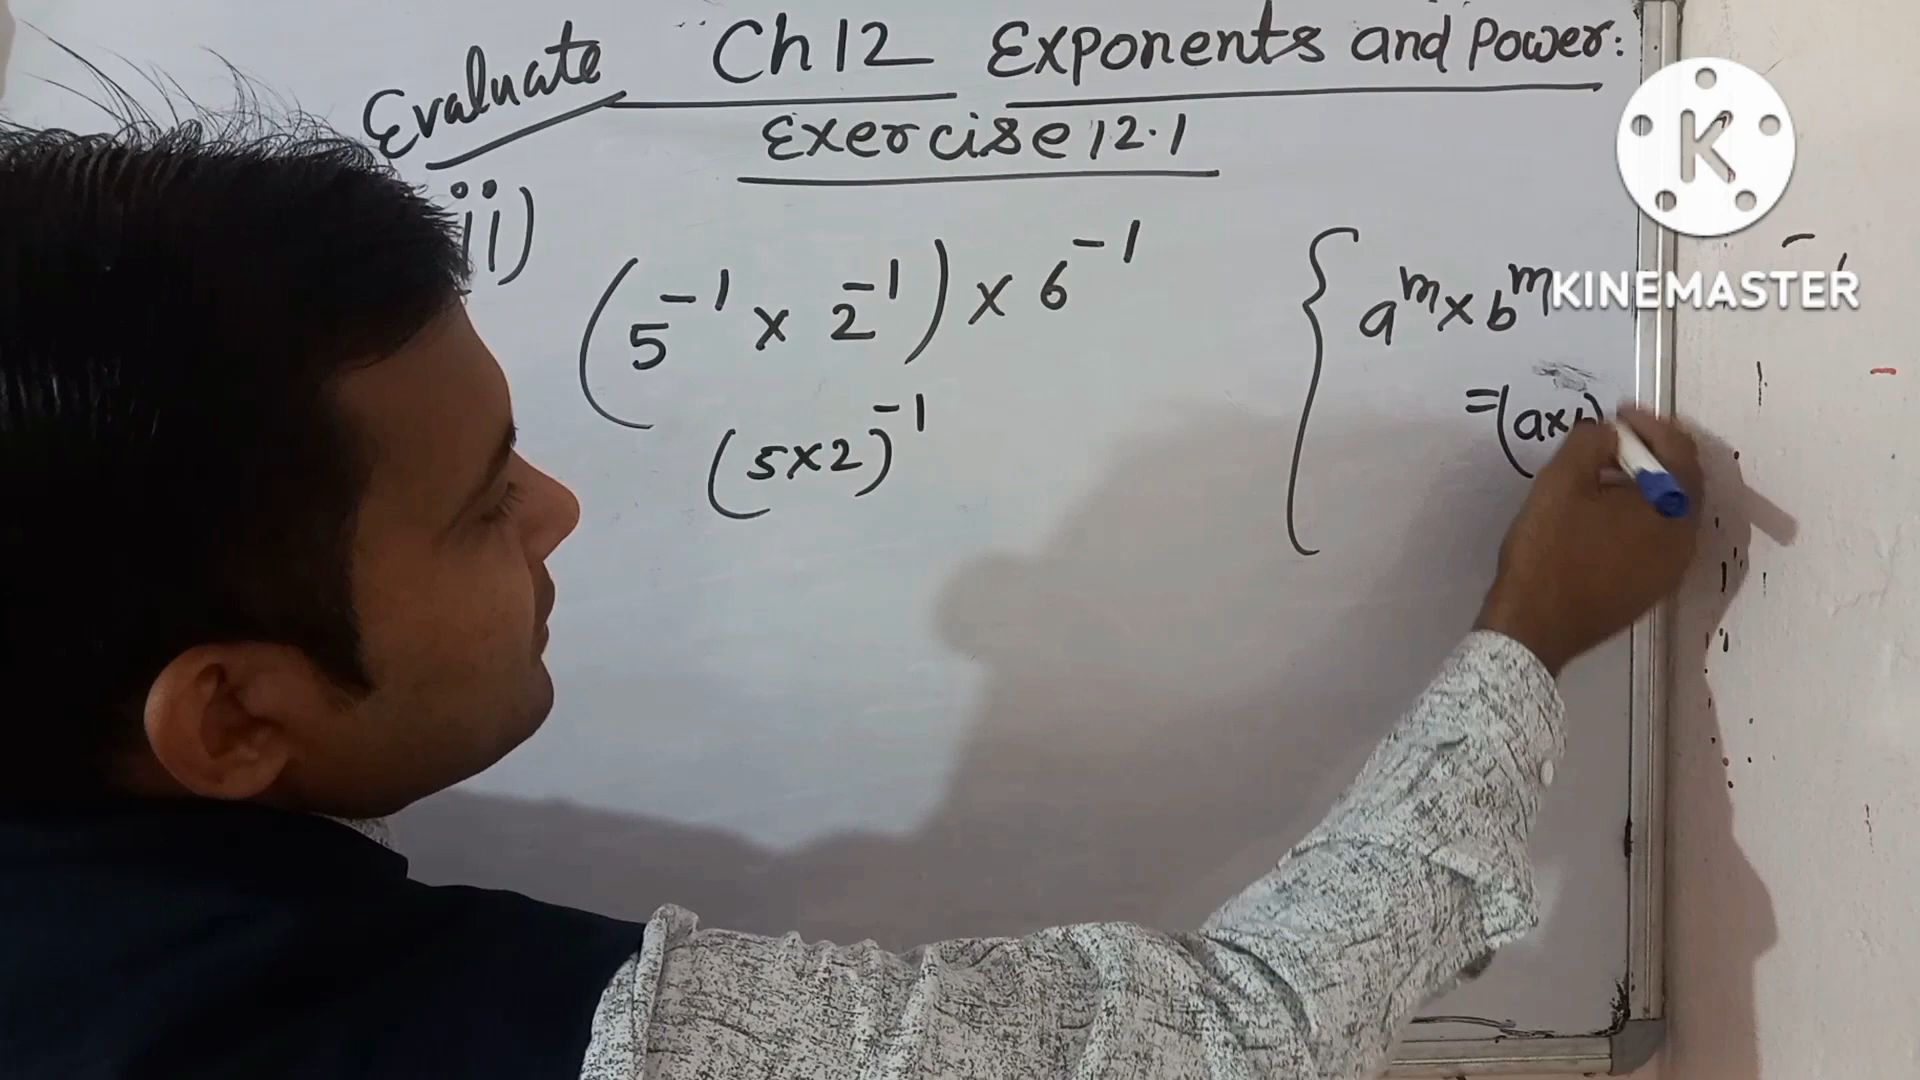 Evaluate Ch 12 Exponents and Power:
Exercise 12.1
ii)
(5⁻¹ × 2⁻¹) × 6⁻¹
(5×2)⁻¹
{ aᵐ × bᵐ
=(a×b)
K
KINEMASTER